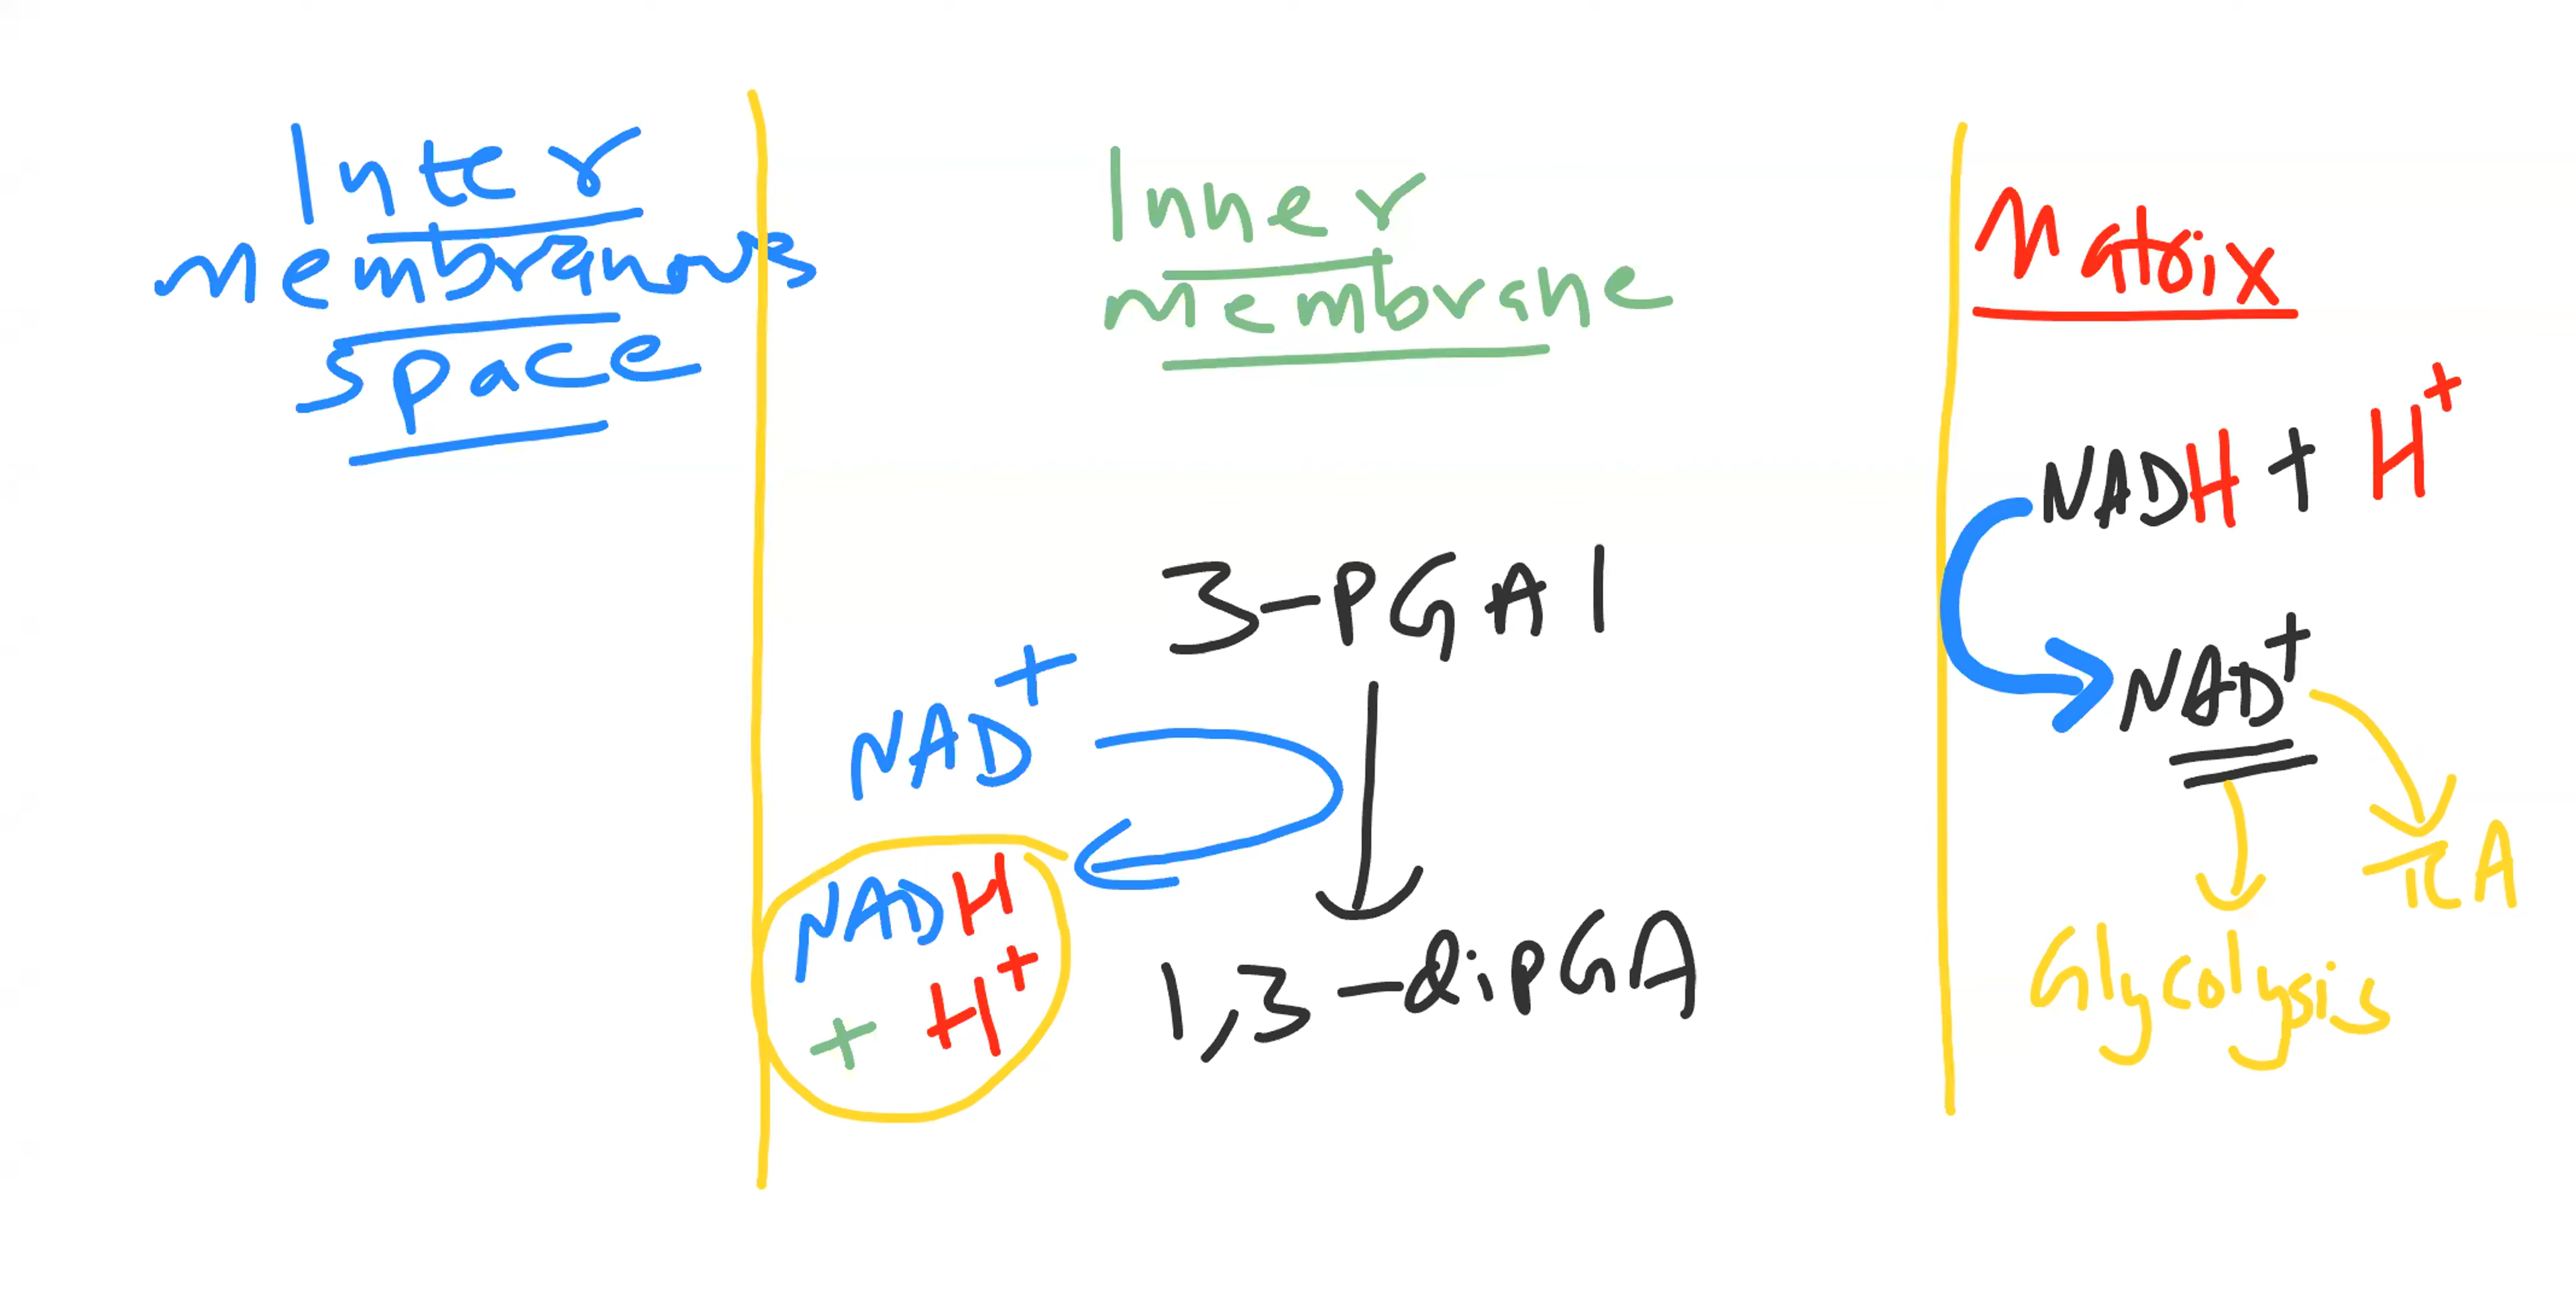 Inter
membranous
space
Inner
membrane
Matrix
NADH + H⁺
NAD⁺
TCA
Glycolysis
3-PGAl
NAD⁺
NADH
+ H⁺
1,3-dipGA